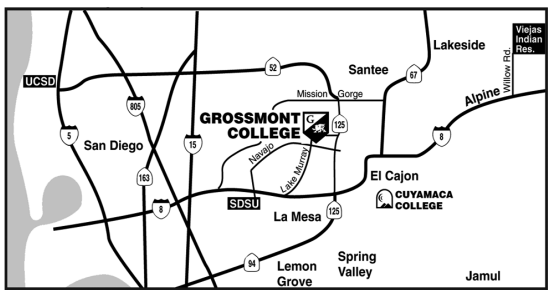 Viejas
Indian
Res.
Lakeside
Willow Rd.
52
Santee
67
UCSD
Mission Gorge
Alpine
805
GROSSMONT
COLLEGE
G
125
5
San Diego
15
Navajo
8
Lake Murray
163
El Cajon
CUYAMACA
COLLEGE
SDSU
8
La Mesa
125
94
Spring
Valley
Lemon
Grove
Jamul